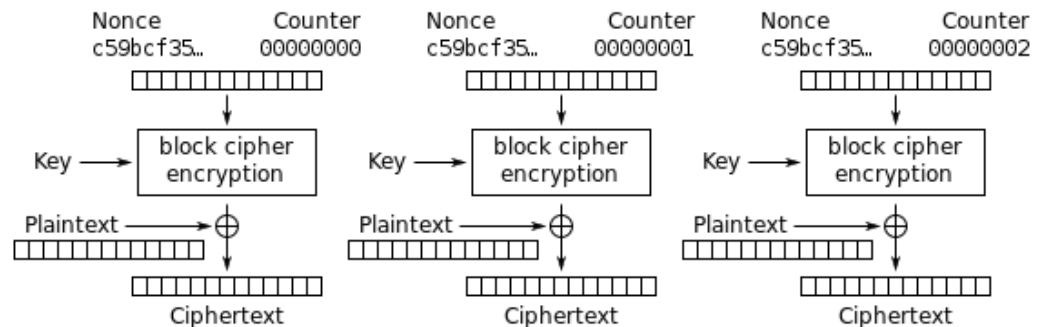 Nonce Counter Nonce Counter Nonce Counter
c59bcf35… 00000000 c59bcf35… 00000001 c59bcf35… 00000002
block cipher block cipher block cipher
Key Key Key
encryption encryption encryption
Plaintext Plaintext Plaintext
Ciphertext Ciphertext Ciphertext